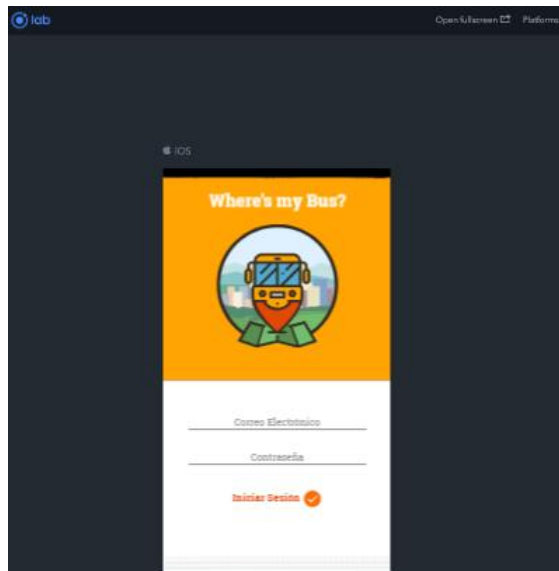 lab
Open fullscreen
Platforms
iOS
Where's my Bus?
Correo Electrónico
Contraseña
Iniciar Sesión